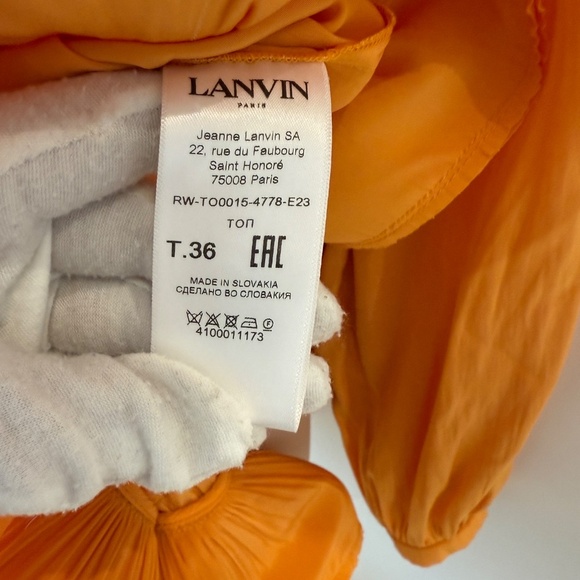 LANVIN
PARIS
Jeanne Lanvin SA
22, rue du Faubourg
Saint Honoré
75008 Paris
RW-TO0015-4778-E23
ТОП
T.36 EAC
MADE IN SLOVAKIA
СДЕЛАНО ВО СЛОВАКИЯ
F
4100011173